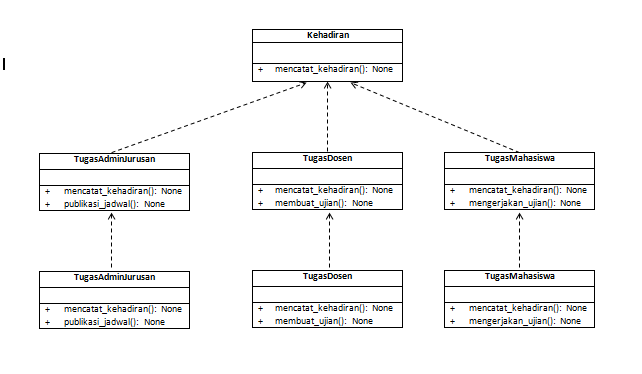 Kehadiran
+ mencatat_kehadiran(): None
TugasAdminJurusan
+ mencatat_kehadiran(): None
+ publikasi_jadwal(): None
TugasDosen
+ mencatat_kehadiran(): None
+ membuat_ujian(): None
TugasMahasiswa
+ mencatat_kehadiran(): None
+ mengerjakan_ujian(): None
TugasAdminJurusan
+ mencatat_kehadiran(): None
+ publikasi_jadwal(): None
TugasDosen
+ mencatat_kehadiran(): None
+ membuat_ujian(): None
TugasMahasiswa
+ mencatat_kehadiran(): None
+ mengerjakan_ujian(): None